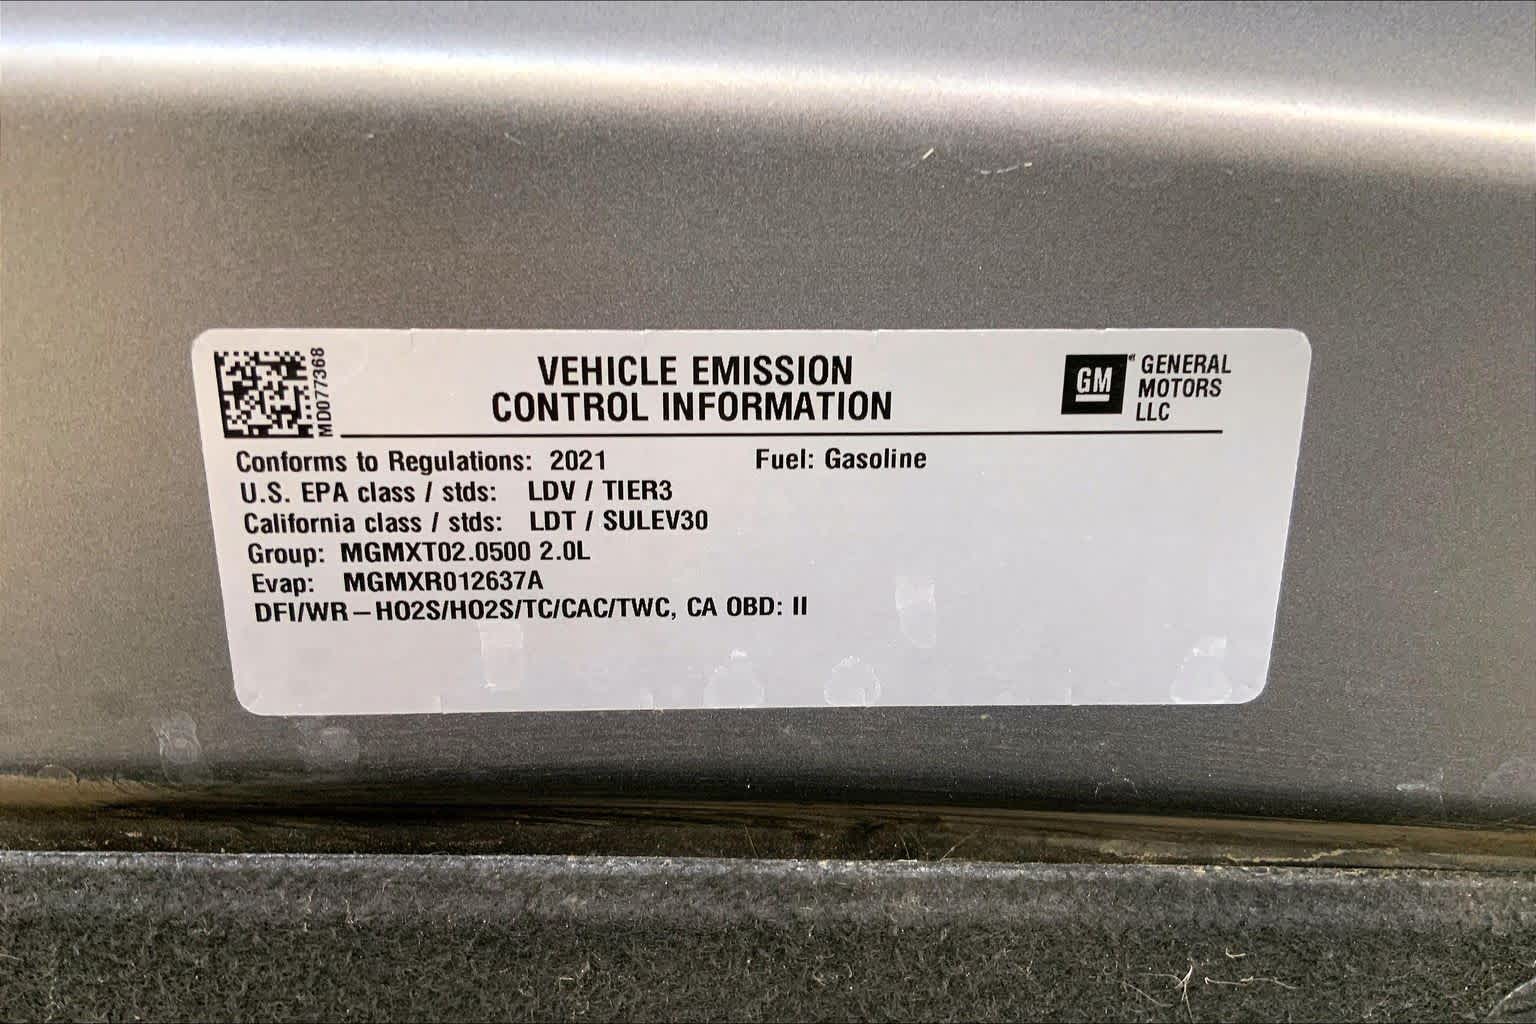 MD077368
VEHICLE EMISSION
CONTROL INFORMATION
GM
GENERAL
MOTORS
LLC
Conforms to Regulations: 2021 Fuel: Gasoline
U.S. EPA class / stds: LDV / TIER3
California class / stds: LDT / SULEV30
Group: MGMXT02.0500 2.0L
Evap: MGMXR012637A
DFI/WR–HO2S/HO2S/TC/CAC/TWC, CA OBD: II